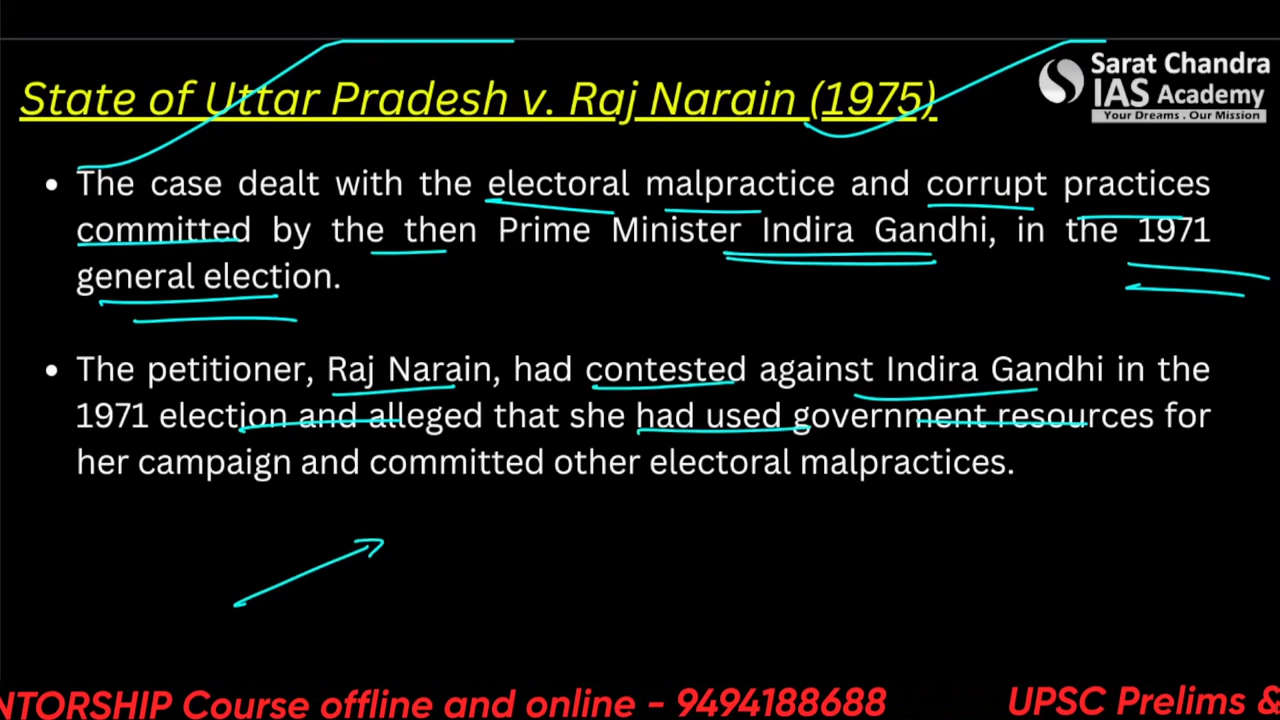 State of Uttar Pradesh v. Raj Narain (1975)
Sarat Chandra
IAS Academy
Your Dreams . Our Mission
• The case dealt with the electoral malpractice and corrupt practices
committed by the then Prime Minister Indira Gandhi, in the 1971
general election.
• The petitioner, Raj Narain, had contested against Indira Gandhi in the
1971 election and alleged that she had used government resources for
her campaign and committed other electoral malpractices.
NTORSHIP Course offline and online - 9494188688 UPSC Prelims &